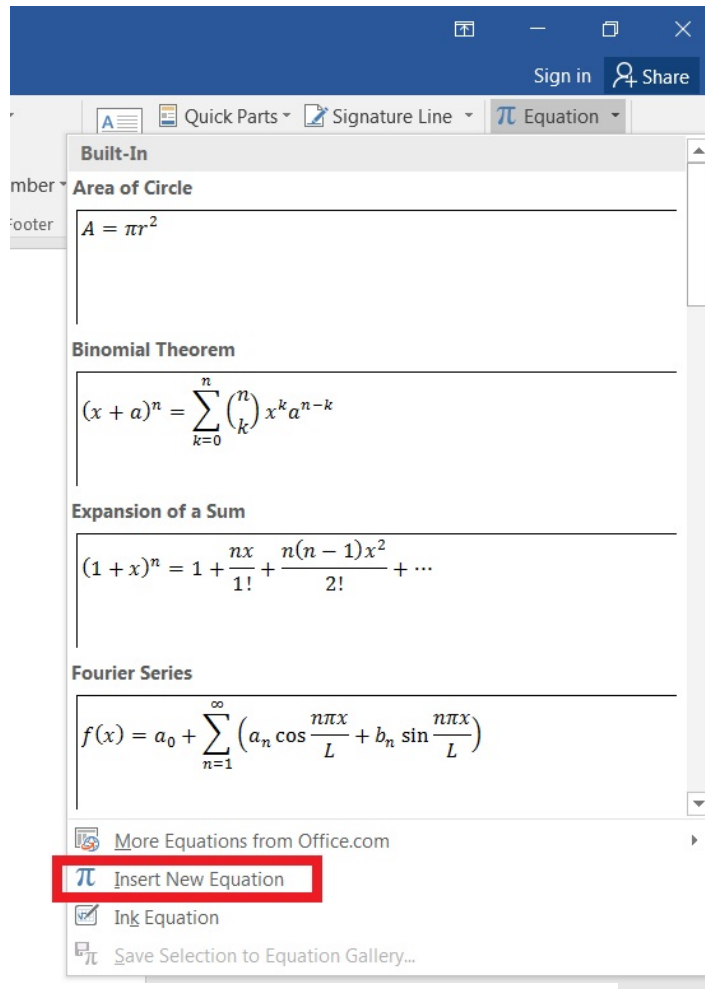 Sign in Share
A Quick Parts Signature Line π Equation
Built-In
mber
Area of Circle
ooter
A = πr²
Binomial Theorem
(x + a)ⁿ = ∑ₖ₌₀ⁿ (n k) xᵏaⁿ⁻ᵏ
Expansion of a Sum
(1 + x)ⁿ = 1 + nx/1! + n(n − 1)x²/2! + ⋯
Fourier Series
f(x) = a₀ + ∑ₙ₌₁^∞ (aₙ cos nπx/L + bₙ sin nπx/L)
More Equations from Office.com
π Insert New Equation
Ink Equation
π Save Selection to Equation Gallery...